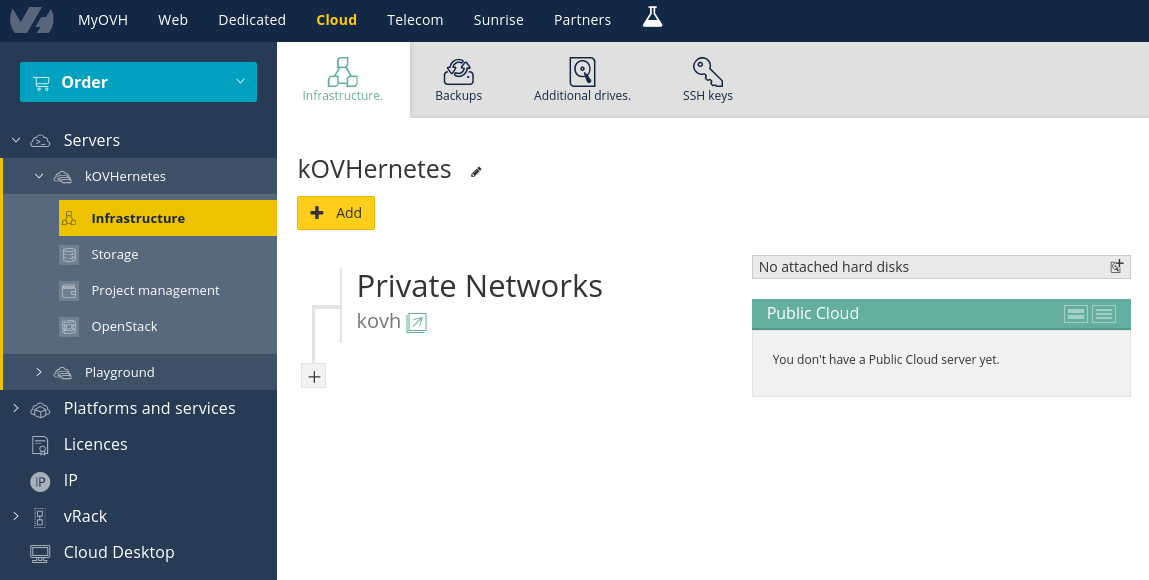 MyOVH Web Dedicated Cloud Telecom Sunrise Partners
Order
Servers
kOVHernetes
Infrastructure
Storage
Project management
OpenStack
Playground
Platforms and services
Licences
IP
IP
vRack
Cloud Desktop
Infrastructure. Backups Additional drives. SSH keys
kOVHernetes
Add
Private Networks
kovh
No attached hard disks
Public Cloud
You don't have a Public Cloud server yet.